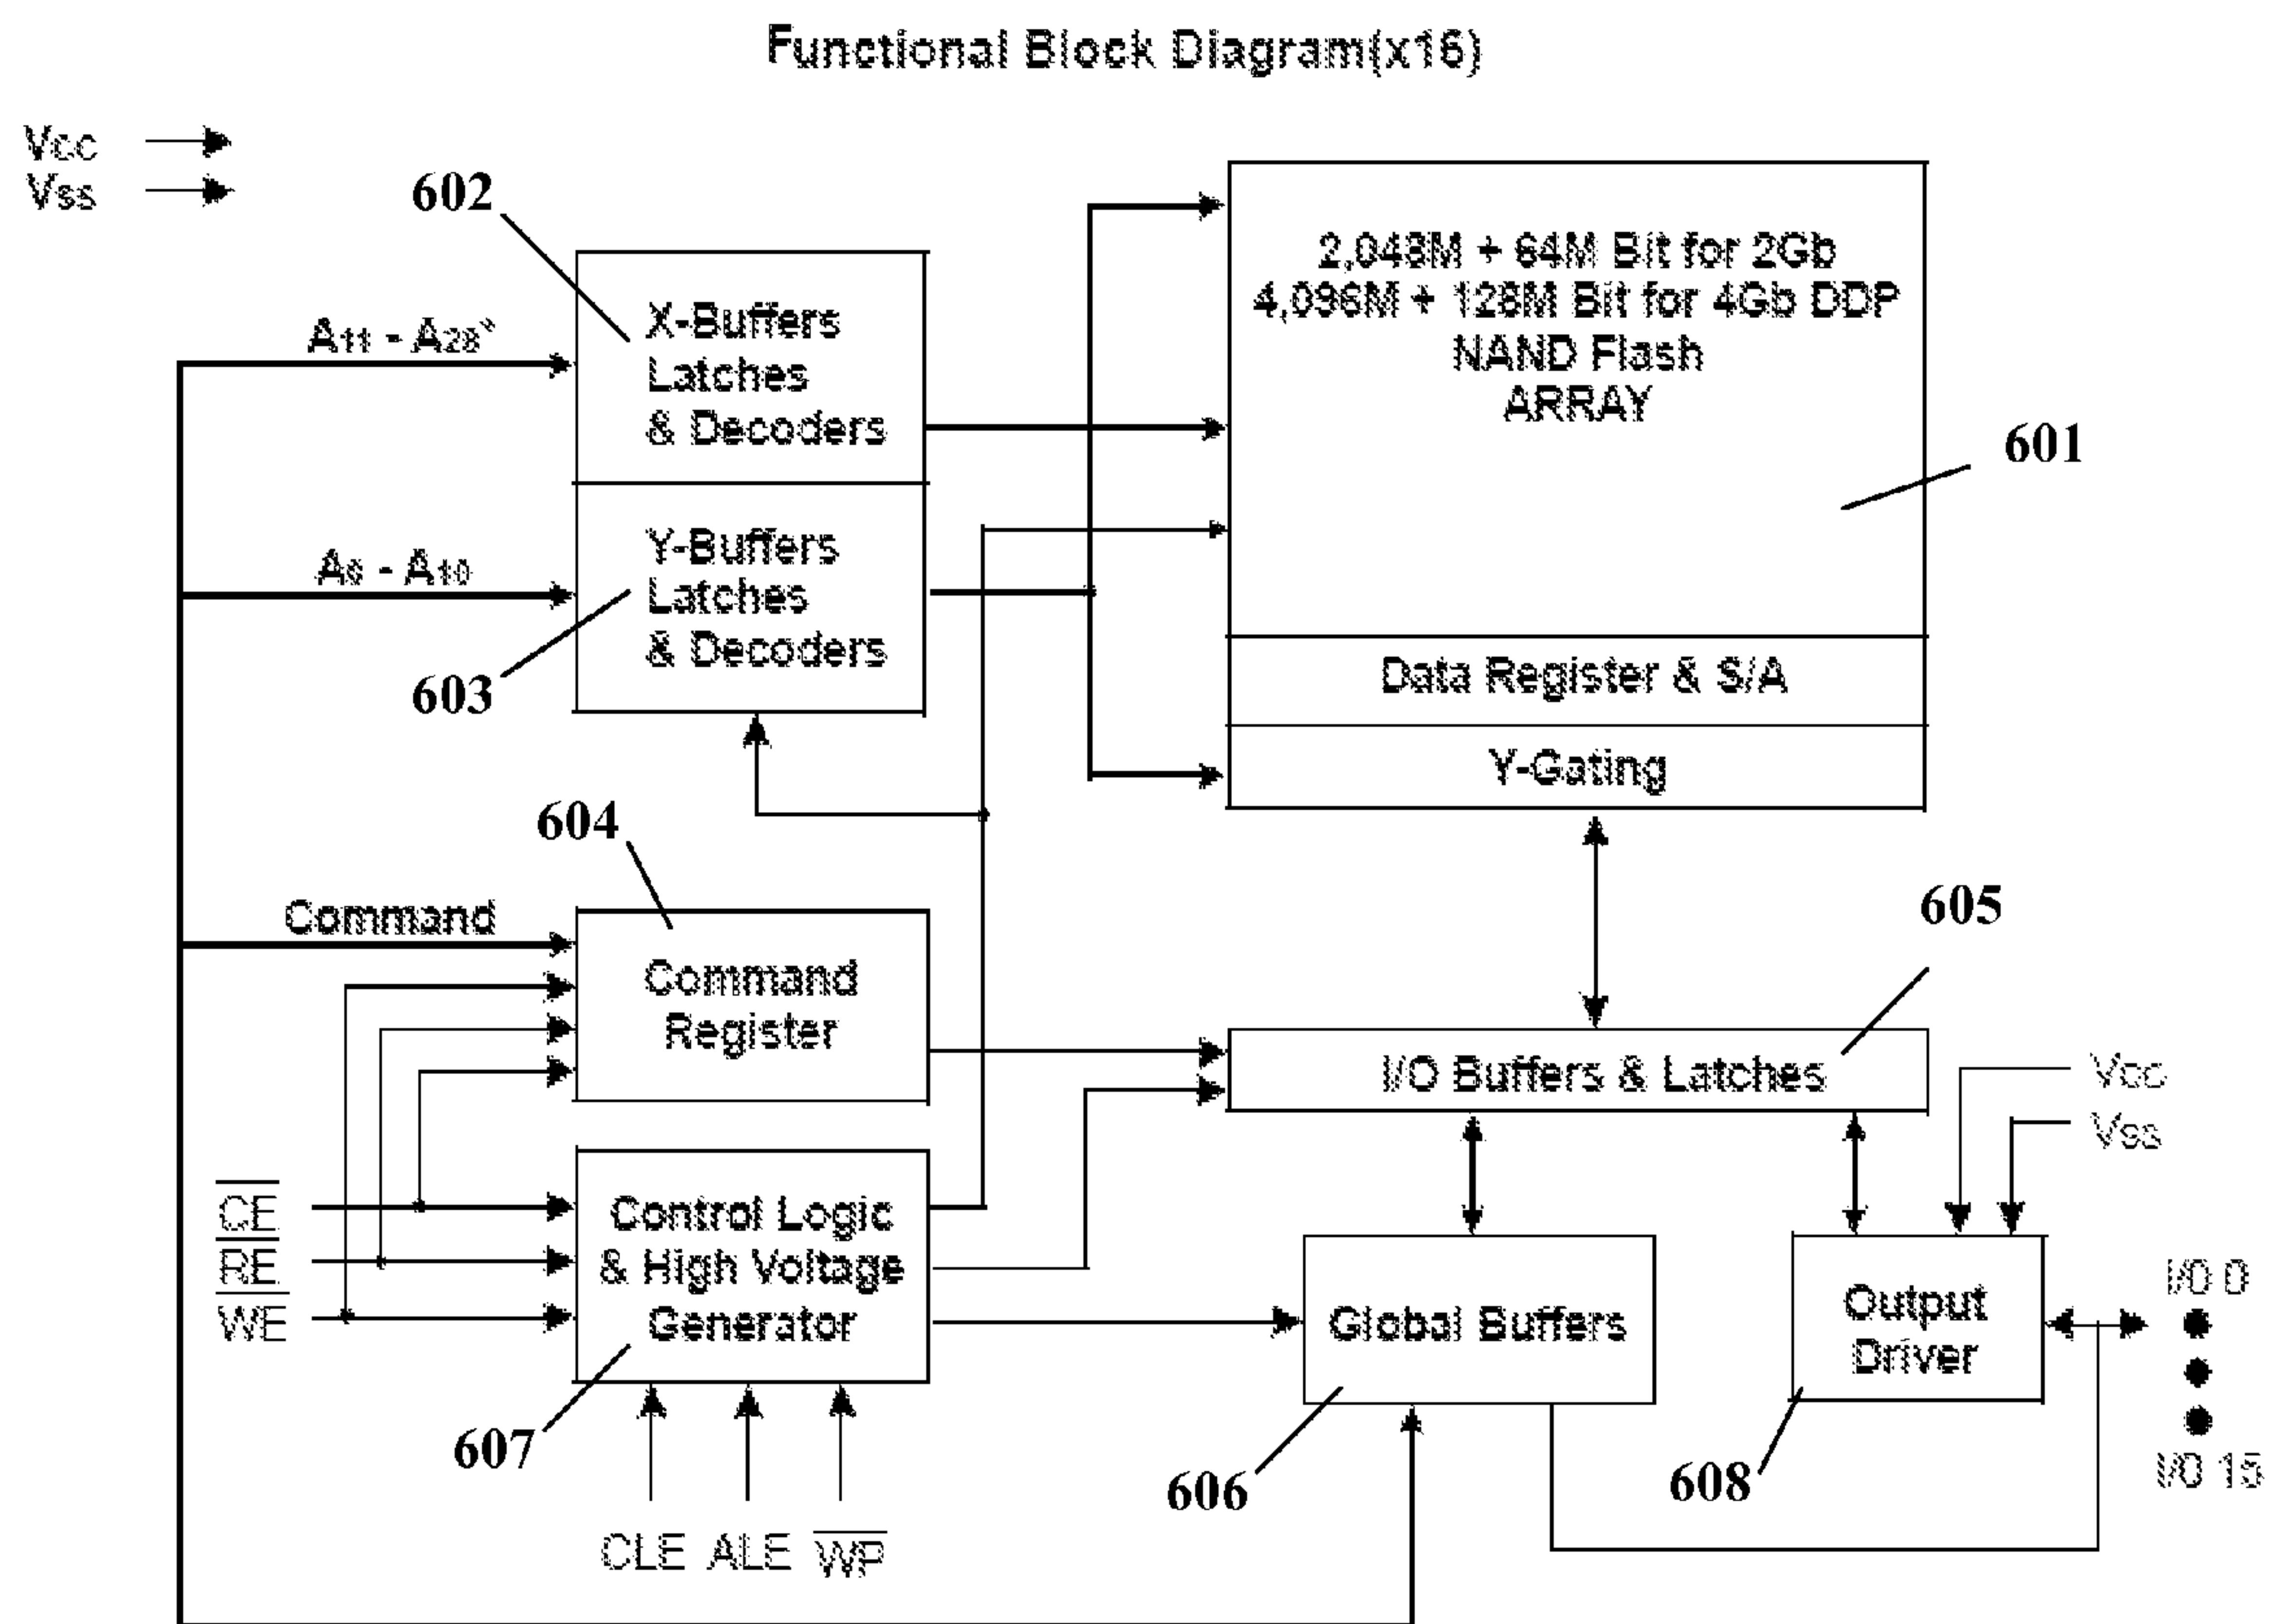 Functional Block Diagram(x16)
Vcc
Vss
602
2,048M + 64M Bit for 2Gb
4,096M + 128M Bit for 4Gb DDP
NAND Flash
ARRAY
601
A11 - A28*
X-Buffers
Latches
& Decoders
A0 - A10
Y-Buffers
Latches
& Decoders
603
Data Register & S/A
Y-Gating
604
Command
Command
Register
605
I/O Buffers & Latches
Vcc
Vss
CE
RE
WE
Control Logic
& High Voltage
Generator
Global Buffers
Output
Driver
I/0 0
I/0 15
607
606
608
CLE ALE WP